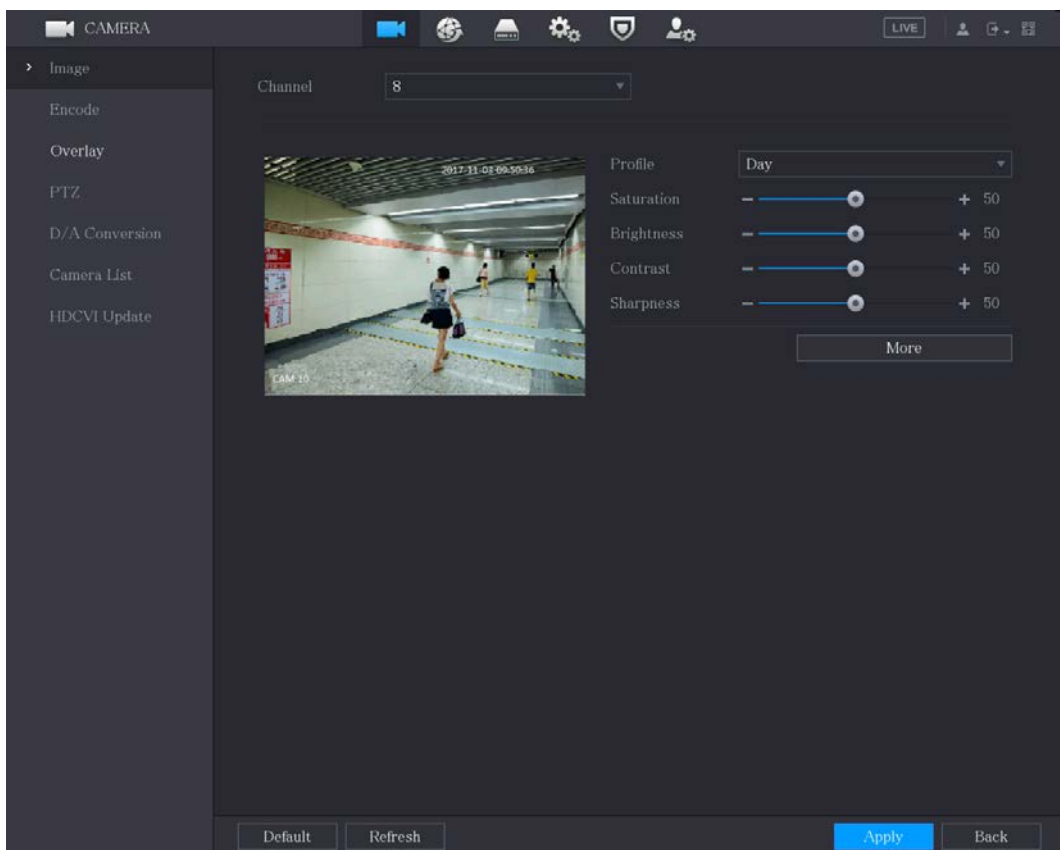 CAMERA
LIVE
Image
Encode
Overlay
PTZ
D/A Conversion
Camera LIst
HDCVI Update
Channel 8
2017-11-01 09:50:36
CAM 10
Profile Day
Saturation − + 50
Brightness − + 50
Contrast − + 50
Sharpness − + 50
More
Default Refresh Apply Back